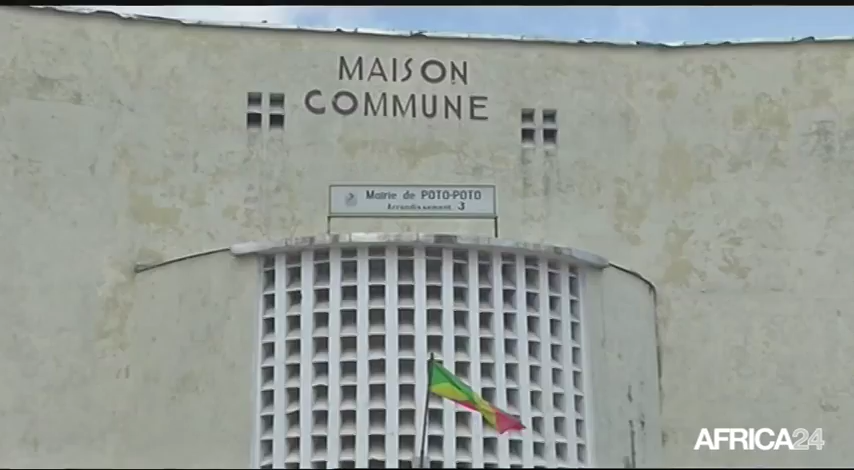 MAISON
COMMUNE
Mairie de POTO-POTO
Arrondissement 3
AFRICA24